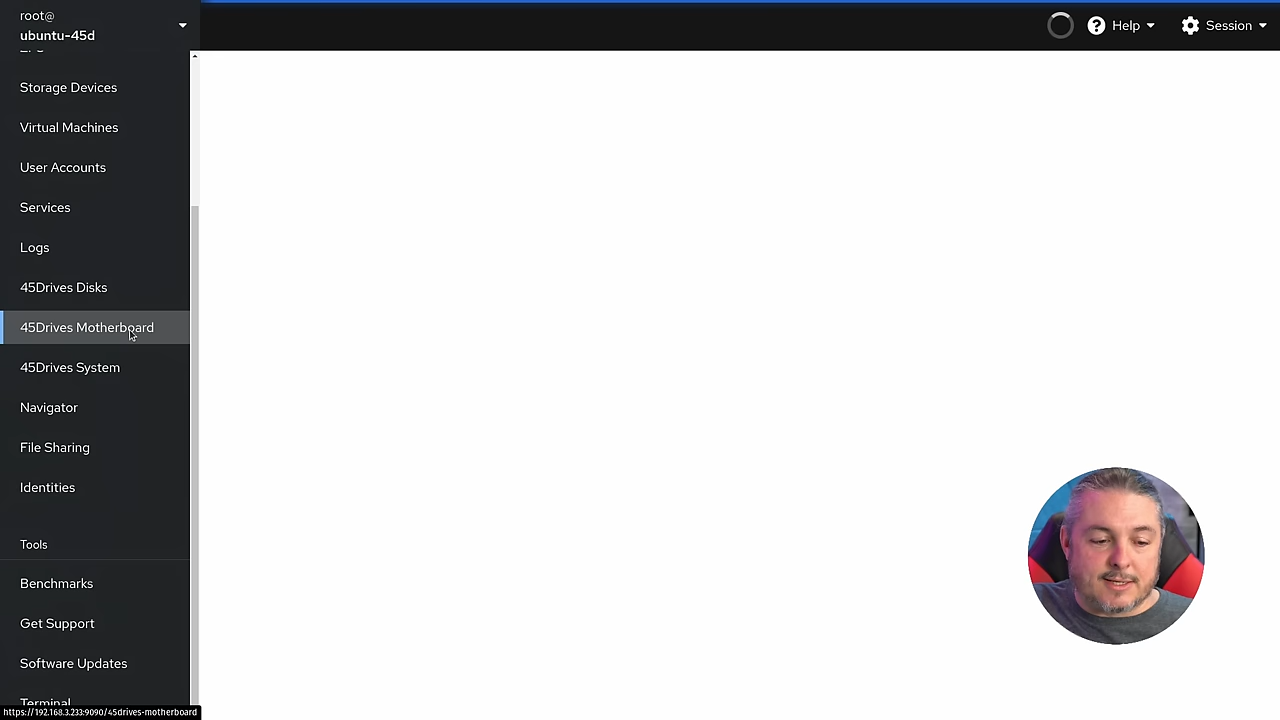 root@
ubuntu-45d
Help
Session
Storage Devices
Virtual Machines
User Accounts
Services
Logs
45Drives Disks
45Drives Motherboard
45Drives System
Navigator
File Sharing
Identities
Tools
Benchmarks
Get Support
Software Updates
Terminal
https://192.168.3.233:9090/45drives-motherboard